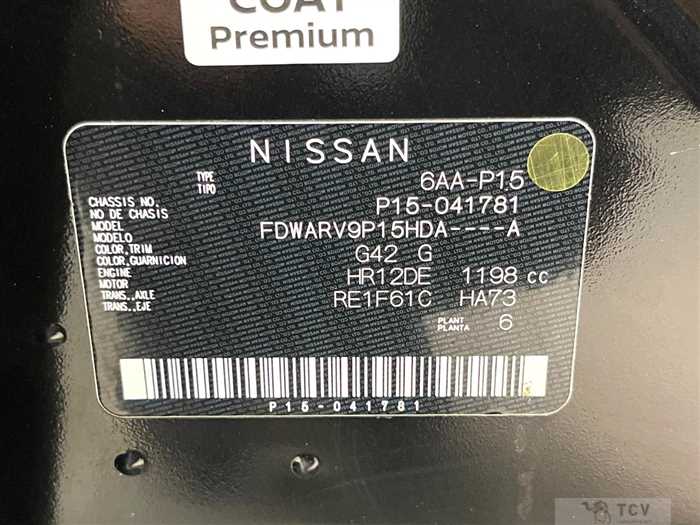 COAT
Premium
NISSAN
TYPE
TIPO
6AA-P15
CHASSIS NO.
NO DE CHASIS
P15-041781
MODEL
MODELO
FDWARV9P15HDA----A
COLOR,TRIM
COLOR,GUARNICION
G42 G
ENGINE
MOTOR
HR12DE 1198 cc
TRANS.,AXLE
TRANS.,EJE
RE1F61C HA73
PLANT
PLANTA
6
P15-041781
TCV